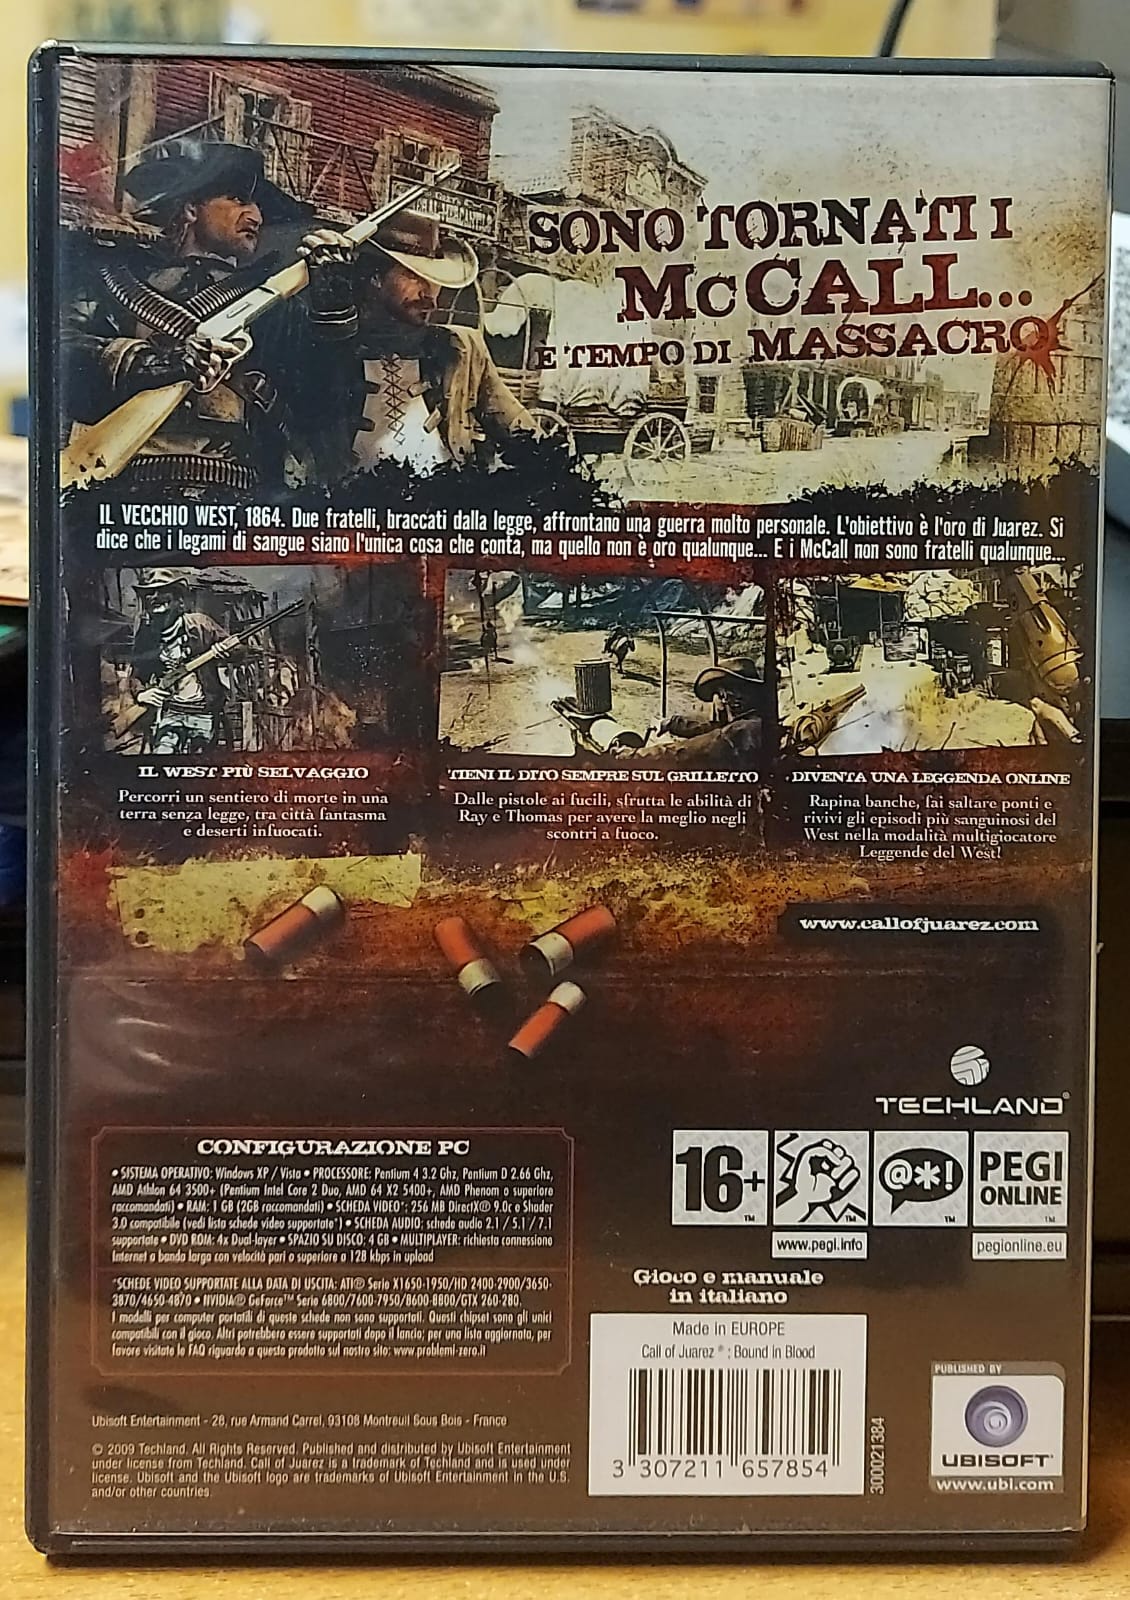 SONO TORNATI I
McCALL...
È TEMPO DI MASSACRO
IL VECCHIO WEST, 1864. Due fratelli, braccati dalla legge, affrontano una guerra molto personale. L'obiettivo è l'oro di Juarez. Si
dice che i legami di sangue siano l'unica cosa che conta, ma quello non è oro qualunque... E i McCall non sono fratelli qualunque...
IL WEST PIÙ SELVAGGIO
Percorri un sentiero di morte in una
terra senza legge, tra città fantasma
e deserti infuocati.
TIENI IL DITO SEMPRE SUL GRILLETTO
Dalle pistole ai fucili, sfrutta le abilità di
Ray e Thomas per avere la meglio negli
scontri a fuoco.
DIVENTA UNA LEGGENDA ONLINE
Rapina banche, fai saltare ponti e
rivivi gli episodi più sanguinosi del
West nella modalità multigiocatore
Leggende del West!
www.callofjuarez.com
TECHLAND®
CONFIGURAZIONE PC
• SISTEMA OPERATIVO: Windows XP / Vista • PROCESSORE: Pentium 4 3.2 Ghz, Pentium D 2.66 Ghz,
AMD Athlon 64 3500+ (Pentium Intel Core 2 Duo, AMD 64 X2 5400+, AMD Phenom o superiore
raccomandati) • RAM: 1 GB (2GB raccomandati) • SCHEDA VIDEO*: 256 MB DirectX® 9.0c e Shader
3.0 compatibile (vedi lista schede video supportate*) • SCHEDA AUDIO: schede audio 2.1 / 5.1 / 7.1
supportate • DVD ROM: 4x Dual-layer • SPAZIO SU DISCO: 4 GB • MULTIPLAYER: richiesta connessione
Internet a banda larga con velocità pari o superiore a 128 kbps in upload
*SCHEDE VIDEO SUPPORTATE ALLA DATA DI USCITA: ATI® Serie X1650-1950/HD 2400-2900/3650-
3870/4650-4870 • NVIDIA® GeForce™ Serie 6800/7600-7950/8600-8800/GTX 260-280.
I modelli per computer portatili di queste schede non sono supportati. Questi chipset sono gli unici
compatibili con il gioco. Altri potrebbero essere supportati dopo il lancio; per una lista aggiornata, per
favore visitate le FAQ riguardo a questo prodotto sul nostro sito: www.problemi-zero.it
16+™
™
@*!™
PEGI
ONLINE
™
www.pegi.info
pegionline.eu
Gioco e manuale
in italiano
Made in EUROPE
Call of Juarez ® : Bound in Blood
3 307211 657854
300021384
PUBLISHED BY
UBISOFT™
www.ubi.com
Ubisoft Entertainment - 28, rue Armand Carrel, 93108 Montreuil Sous Bois - France
© 2009 Techland. All Rights Reserved. Published and distributed by Ubisoft Entertainment
under license from Techland. Call of Juarez is a trademark of Techland and is used under
license. Ubisoft and the Ubisoft logo are trademarks of Ubisoft Entertainment in the U.S.
and/or other countries.